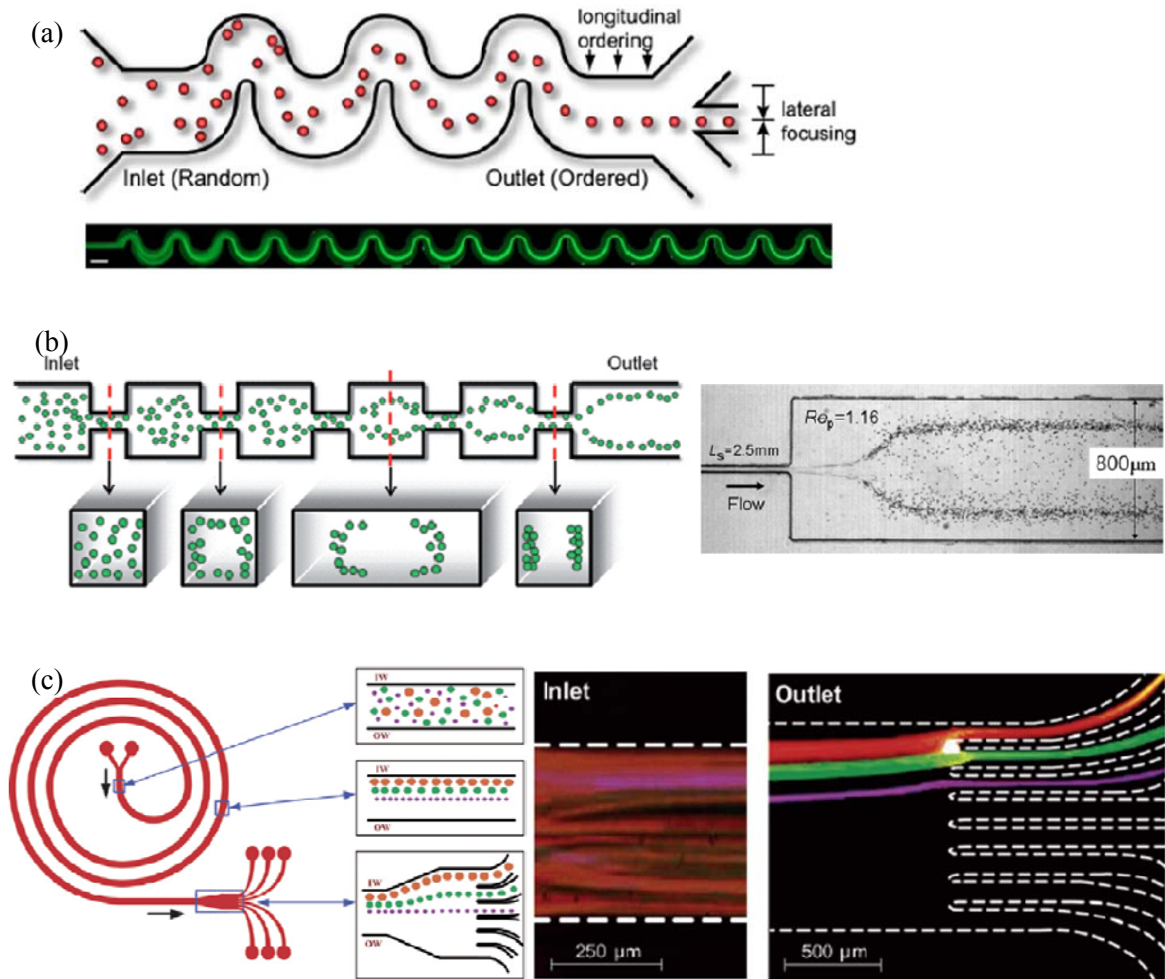 (a)
longitudinal
ordering
lateral
focusing
Inlet (Random)
Outlet (Ordered)
(b)
Inlet
Outlet
Reₚ=1.16
Lₛ=2.5mm
800μm
Flow
(c)
IW
OW
IW
OW
IW
OW
Inlet
250 μm
Outlet
500 μm